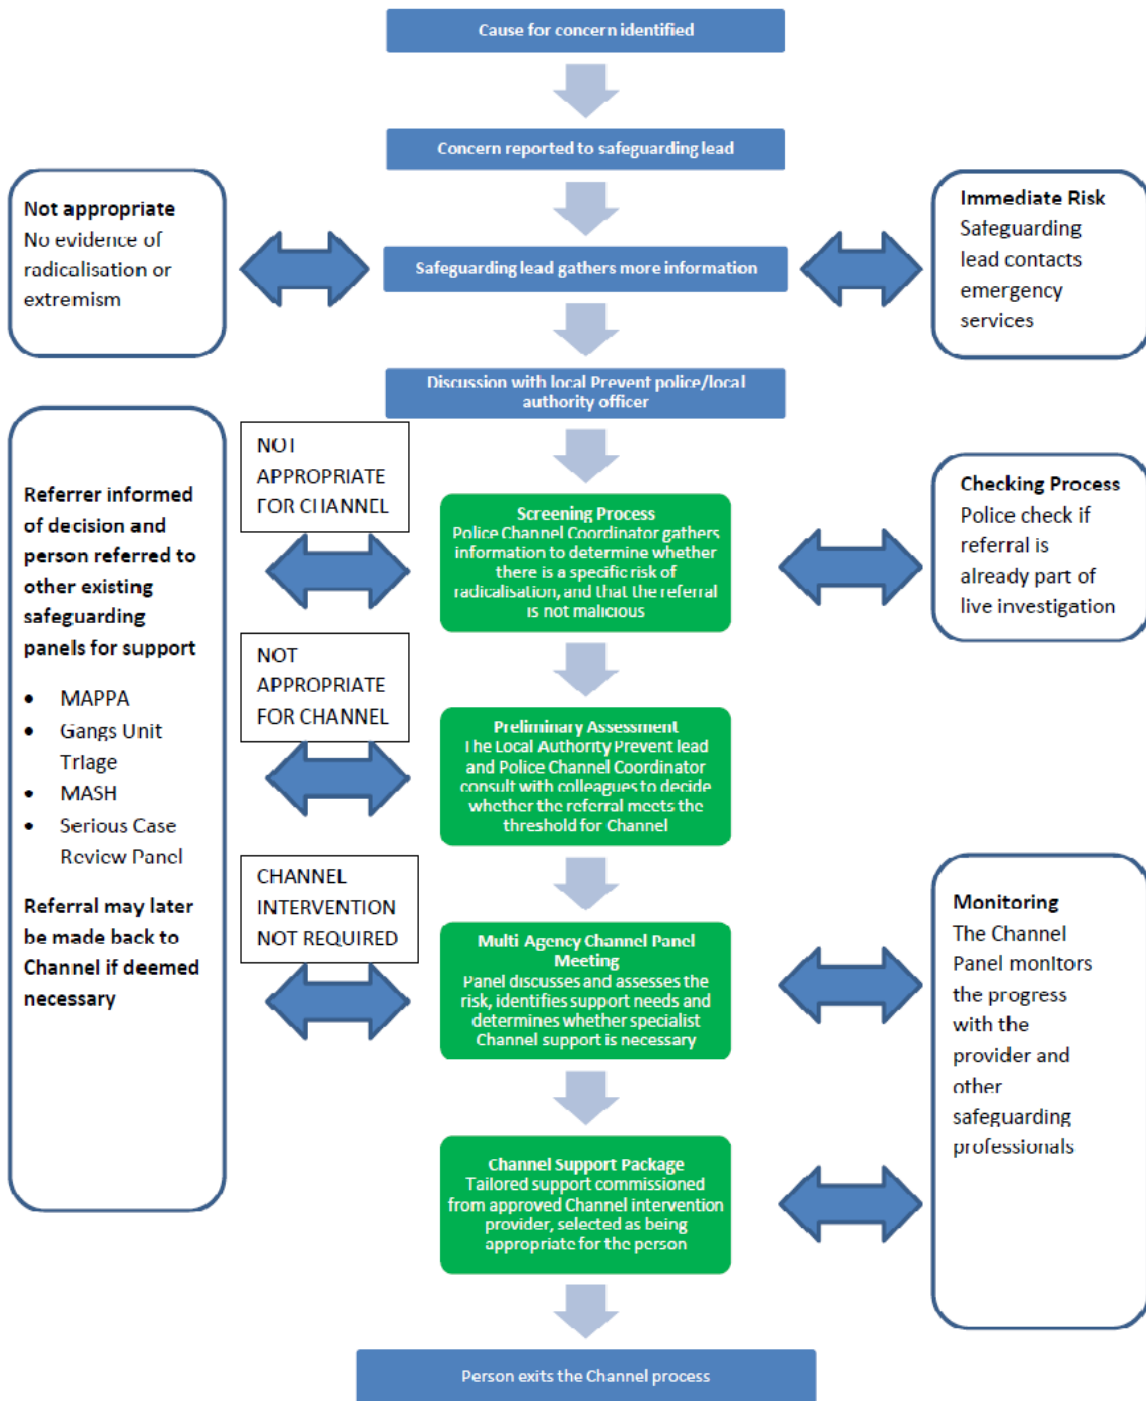 Cause for concern identified
Concern reported to safeguarding lead
Not appropriate
No evidence of
radicalisation or
extremism
Safeguarding lead gathers more information
Immediate Risk
Safeguarding
lead contacts
emergency
services
Discussion with local Prevent police/local
authority officer
Referrer informed
of decision and
person referred to
other existing
safeguarding
panels for support
• MAPPA
• Gangs Unit
Triage
• MASH
• Serious Case
Review Panel
Referral may later
be made back to
Channel if deemed
necessary
NOT
APPROPRIATE
FOR CHANNEL
Screening Process
Police Channel Coordinator gathers
information to determine whether
there is a specific risk of
radicalisation, and that the referral
is not malicious
Checking Process
Police check if
referral is
already part of
live investigation
NOT
APPROPRIATE
FOR CHANNEL
Preliminary Assessment
The Local Authority Prevent lead
and Police Channel Coordinator
consult with colleagues to decide
whether the referral meets the
threshold for Channel
CHANNEL
INTERVENTION
NOT REQUIRED
Multi Agency Channel Panel
Meeting
Panel discusses and assesses the
risk, identifies support needs and
determines whether specialist
Channel support is necessary
Monitoring
The Channel
Panel monitors
the progress
with the
provider and
other
safeguarding
professionals
Channel Support Package
Tailored support commissioned
from approved Channel intervention
provider, selected as being
appropriate for the person
Person exits the Channel process